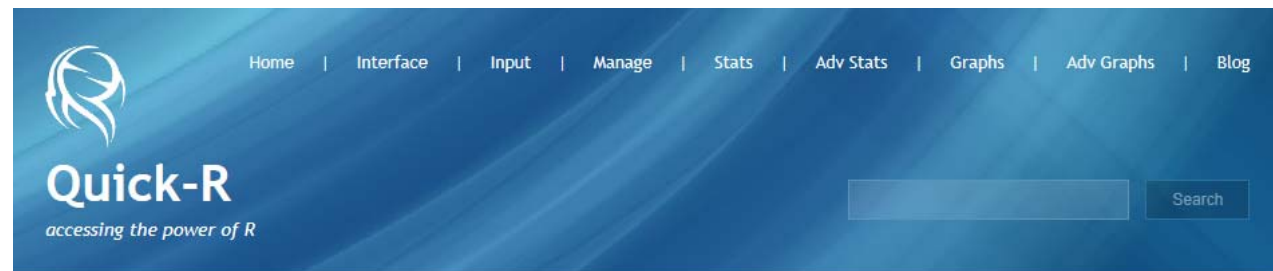 Home | Interface | Input | Manage | Stats | Adv Stats | Graphs | Adv Graphs | Blog
Quick-R
accessing the power of R
Search